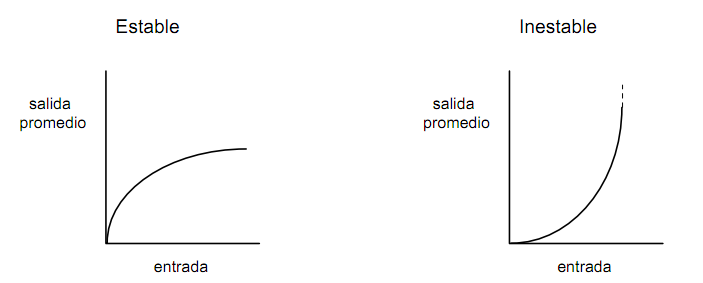 Estable
salida
promedio
entrada
Inestable
salida
promedio
entrada